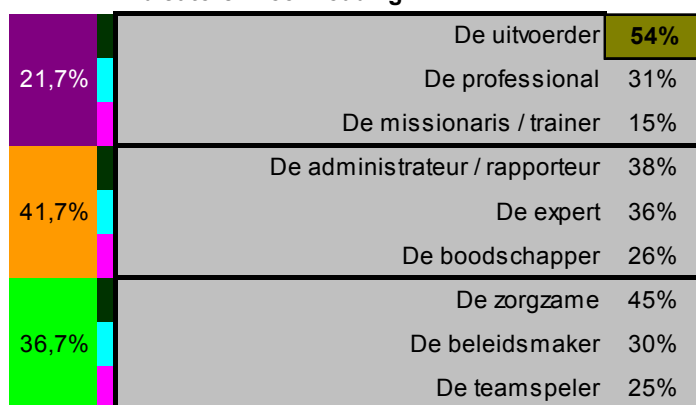 De uitvoerder 54%
21,7% De professional 31%
De missionaris / trainer 15%
De administrateur / rapporteur 38%
41,7% De expert 36%
De boodschapper 26%
De zorgzame 45%
36,7% De beleidsmaker 30%
De teamspeler 25%